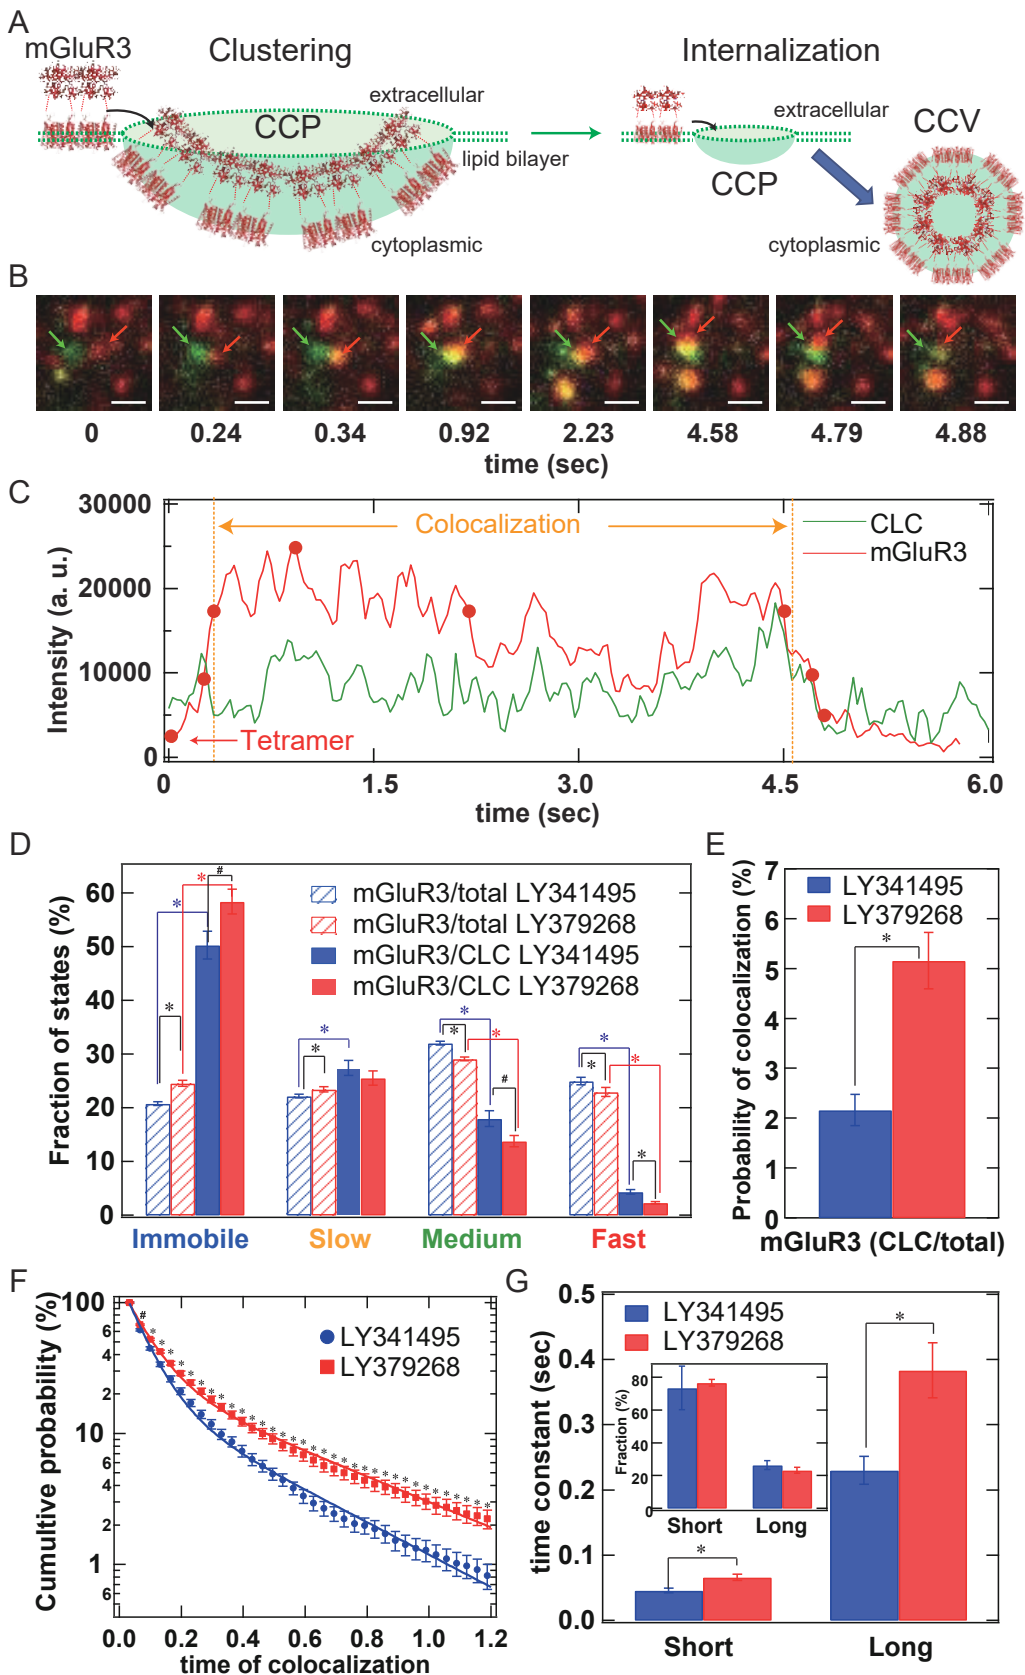 A
mGluR3
Clustering
Internalization
extracellular
CCP
lipid bilayer
cytoplasmic
extracellular
CCP
CCV
cytoplasmic
B
0 0.24 0.34 0.92 2.23 4.58 4.79 4.88
time (sec)
C
30000
20000
10000
0
Intensity (a. u.)
Colocalization
CLC
mGluR3
Tetramer
0 1.5 3.0 4.5 6.0
time (sec)
D
60
50
40
30
20
10
0
Fraction of states (%)
mGluR3/total LY341495
mGluR3/total LY379268
mGluR3/CLC LY341495
mGluR3/CLC LY379268
* * * #
* *
* * * #
* * * *
Immobile Slow Medium Fast
E
7
6
5
4
3
2
1
0
Probability of colocalization (%)
LY341495
LY379268
*
mGluR3 (CLC/total)
F
100
6
4
2
10
6
4
2
1
6
Cumultive probability (%)
LY341495
LY379268
#
* * * * * * * * * * * * * * * * * * * * * * * * * * * * * * * * * *
0.0 0.2 0.4 0.6 0.8 1.0 1.2
time of colocalization
G
0.5
0.4
0.3
0.2
0.1
0.0
time constant (sec)
LY341495
LY379268
80
60
40
20
0
Fraction (%)
Short Long
*
*
Short Long